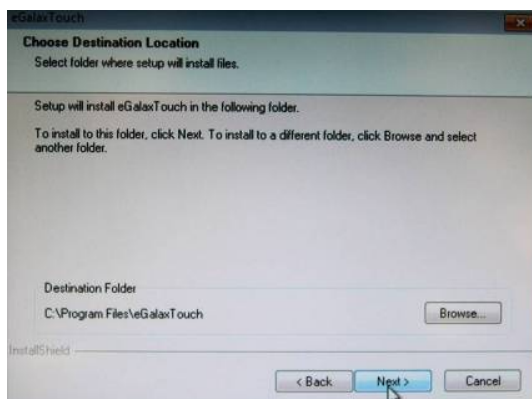 eGalaxTouch
Choose Destination Location
Select folder where setup will install files.
Setup will install eGalaxTouch in the following folder.
To install to this folder, click Next. To install to a different folder, click Browse and select
another folder.
Destination Folder
C:\Program Files\eGalaxTouch
Browse...
InstallShield
< Back
Next >
Cancel